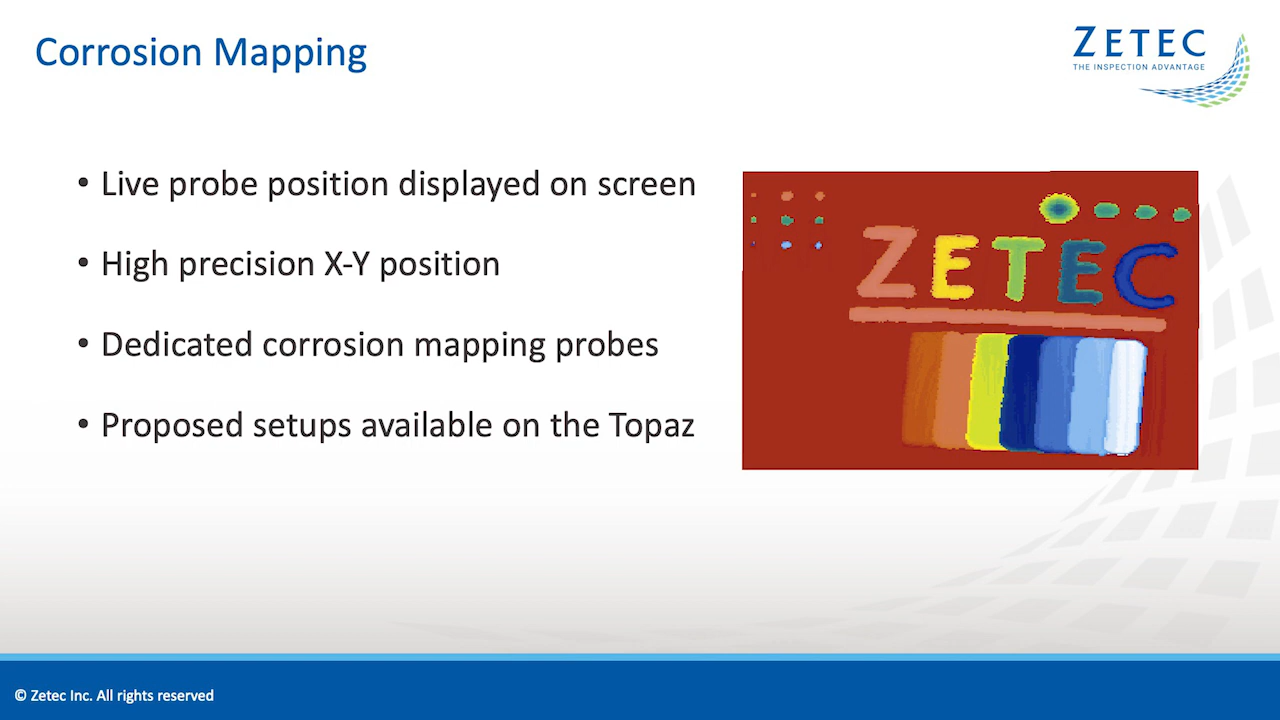 Corrosion Mapping
ZETEC
THE INSPECTION ADVANTAGE
• Live probe position displayed on screen
• High precision X-Y position
• Dedicated corrosion mapping probes
• Proposed setups available on the Topaz
ZETEC
© Zetec Inc. All rights reserved